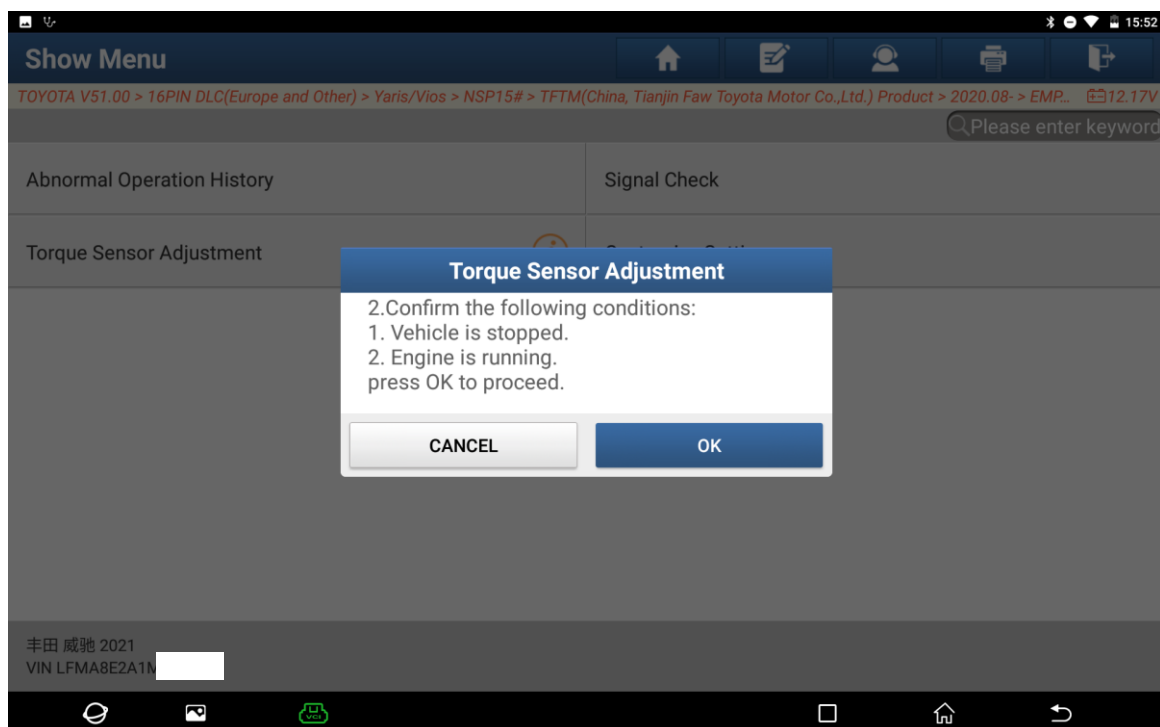 15:52
Show Menu
TOYOTA V51.00 > 16PIN DLC(Europe and Other) > Yaris/Vios > NSP15# > TFTM(China, Tianjin Faw Toyota Motor Co.,Ltd.) Product > 2020.08- > EMP... 12.17V
Please enter keyword
Abnormal Operation History
Signal Check
Torque Sensor Adjustment
Torque Sensor Adjustment
2.Confirm the following conditions:
1. Vehicle is stopped.
2. Engine is running.
press OK to proceed.
CANCEL
OK
丰田 威驰 2021
VIN LFMA8E2A1M
VCI